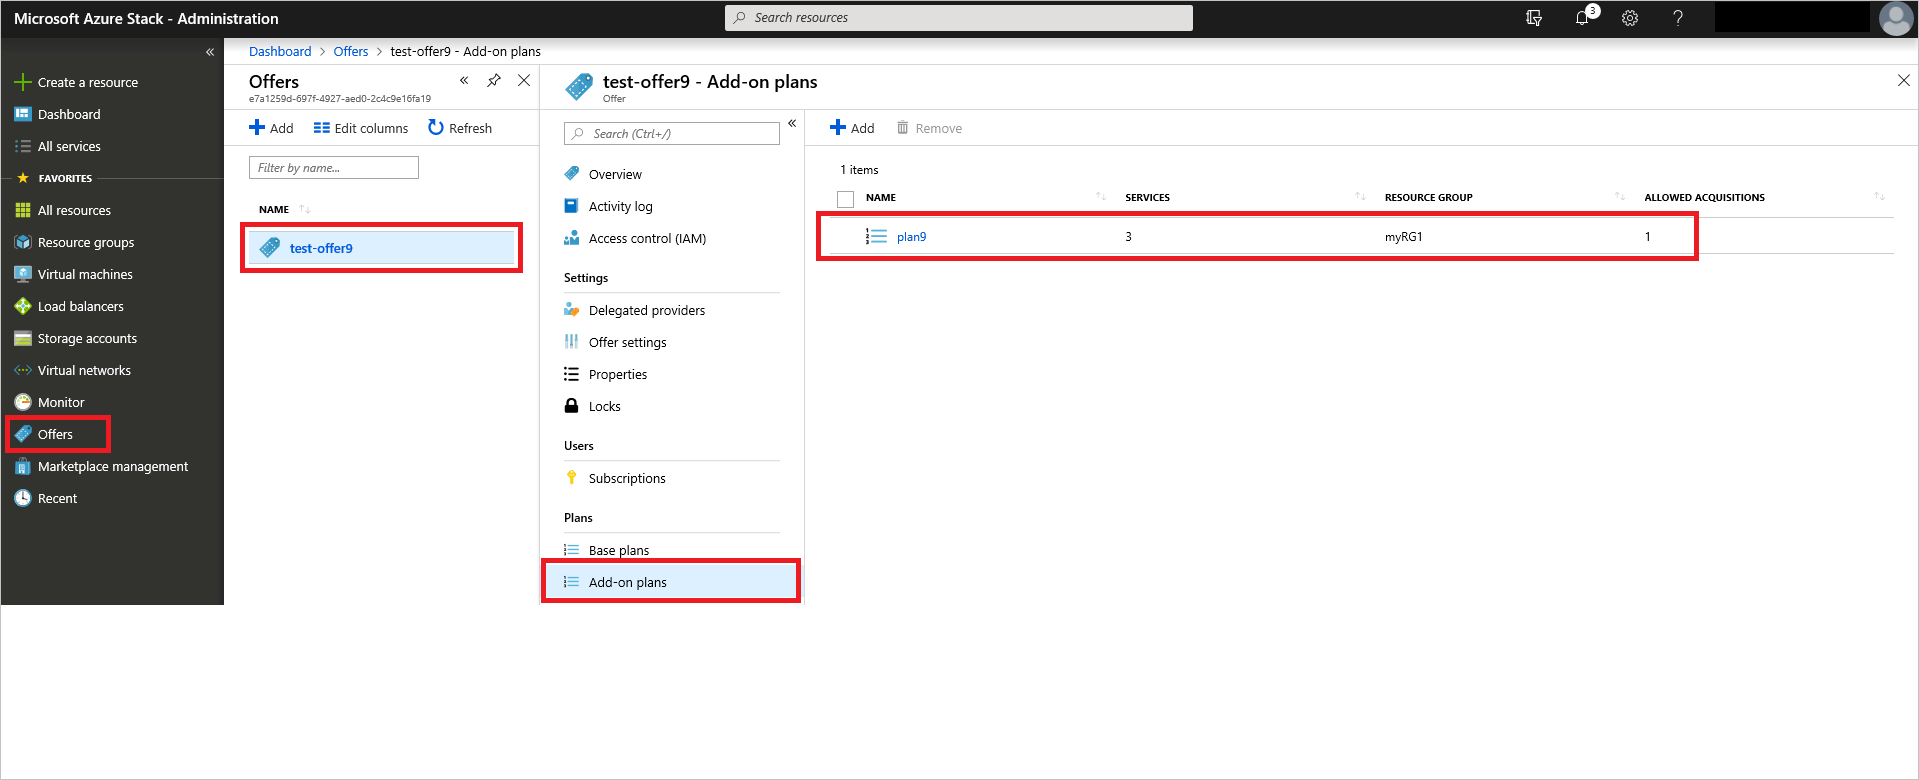 Microsoft Azure Stack - Administration
Search resources
3
Dashboard > Offers > test-offer9 - Add-on plans
Create a resource
Dashboard
All services
FAVORITES
All resources
Resource groups
Virtual machines
Load balancers
Storage accounts
Virtual networks
Monitor
Offers
Marketplace management
Recent
Offers
e7a1259d-697f-4927-aed0-2c4c9e16fa19
Add Edit columns Refresh
Filter by name...
NAME
test-offer9
test-offer9 - Add-on plans
Offer
Search (Ctrl+/)
Overview
Activity log
Access control (IAM)
Settings
Delegated providers
Offer settings
Properties
Locks
Users
Subscriptions
Plans
Base plans
Add-on plans
Add Remove
1 items
NAME SERVICES RESOURCE GROUP ALLOWED ACQUISITIONS
plan9 3 myRG1 1